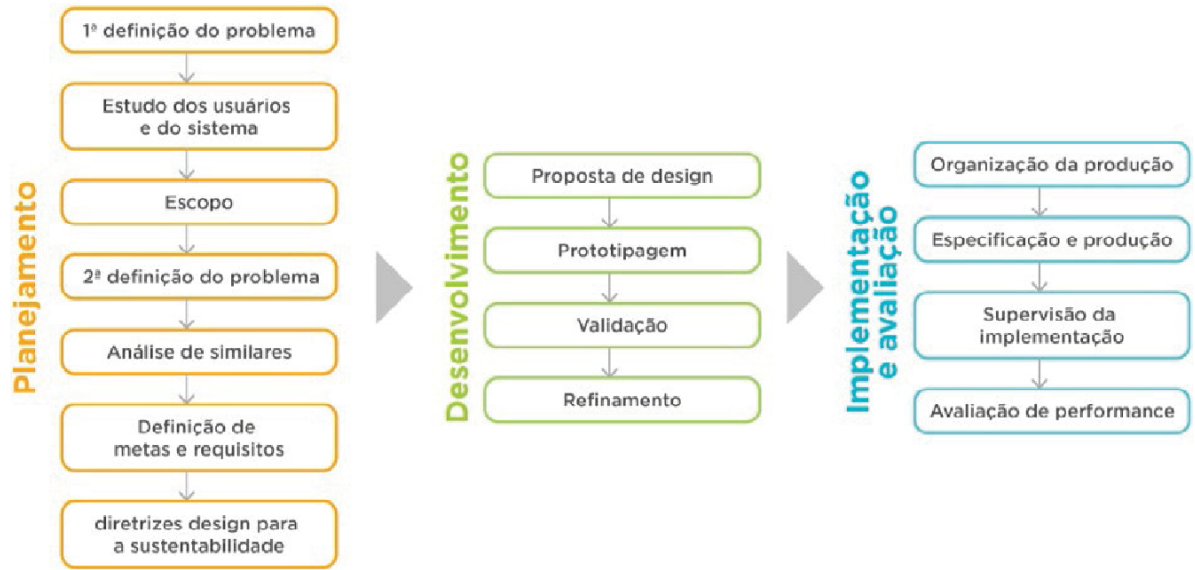 Planejamento
1ª definição do problema
Estudo dos usuários
e do sistema
Escopo
2ª definição do problema
Análise de similares
Definição de
metas e requisitos
diretrizes design para
a sustentabilidade
Desenvolvimento
Proposta de design
Prototipagem
Validação
Refinamento
Implementação
e avaliação
Organização da produção
Especificação e produção
Supervisão da
implementação
Avaliação de performance